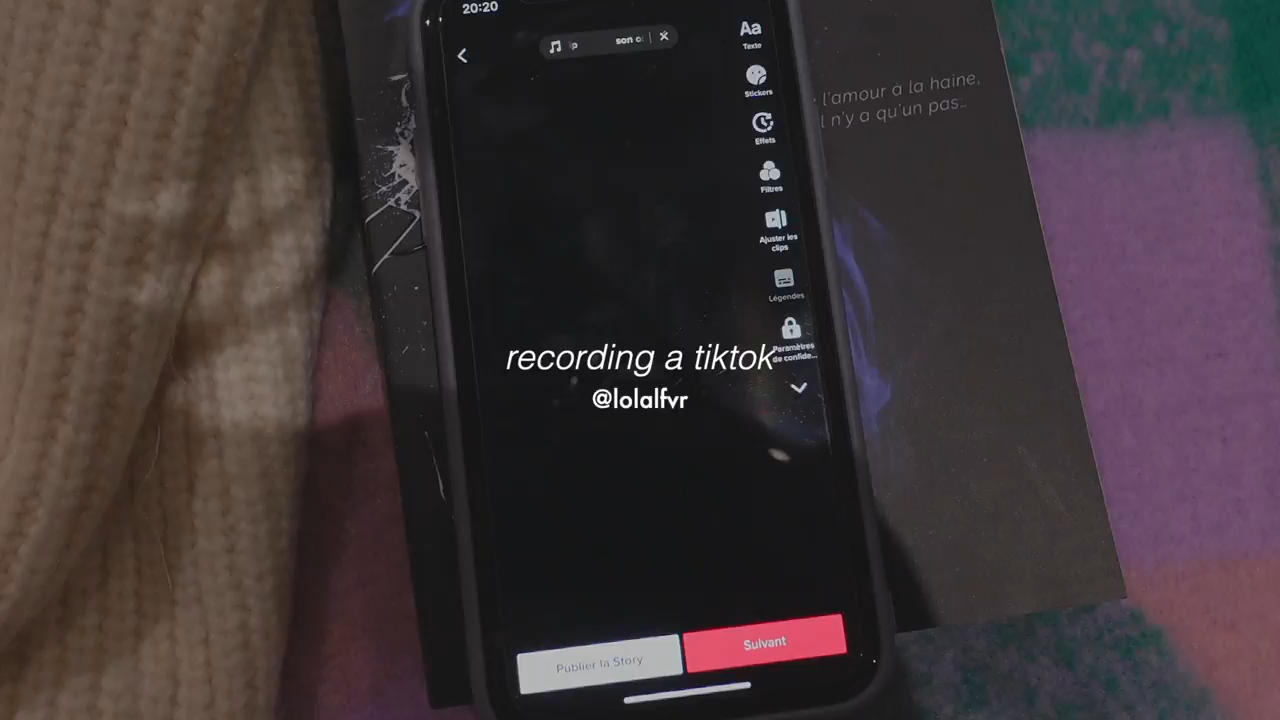 20:20
son o
Aa
Texte
Stickers
Effets
Filtres
Ajuster les
clips
Légendes
Paramètres
de confide...
l'amour à la haine,
l n'y a qu'un pas...
recording a tiktok
@lolalfvr
Publier la Story
Suivant